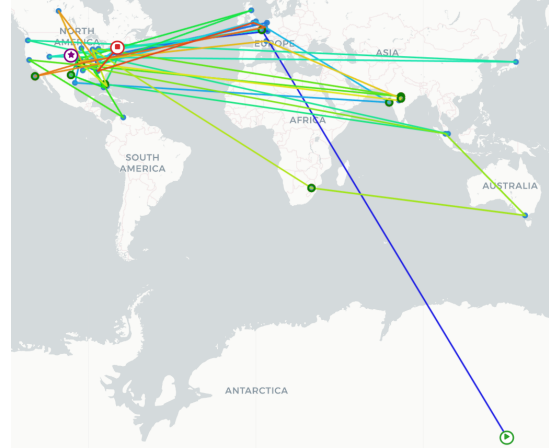 NORTH
AMERICA
EUROPE
ASIA
AFRICA
SOUTH
AMERICA
AUSTRALIA
ANTARCTICA